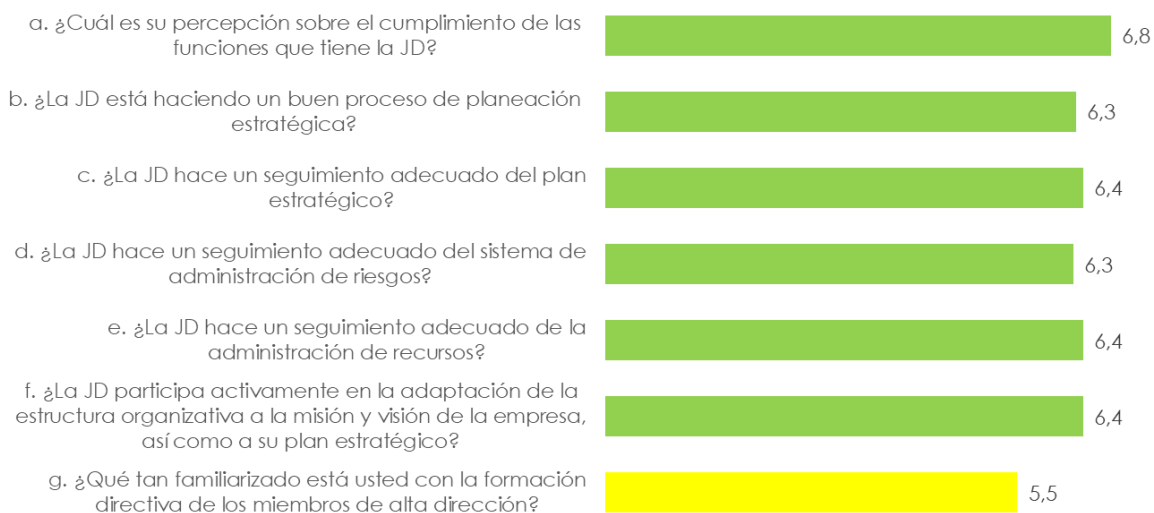 a. ¿Cuál es su percepción sobre el cumplimiento de las
funciones que tiene la JD?
6,8
b. ¿La JD está haciendo un buen proceso de planeación
estratégica?
6,3
c. ¿La JD hace un seguimiento adecuado del plan
estratégico?
6,4
d. ¿La JD hace un seguimiento adecuado del sistema de
administración de riesgos?
6,3
e. ¿La JD hace un seguimiento adecuado de la
administración de recursos?
6,4
f. ¿La JD participa activamente en la adaptación de la
estructura organizativa a la misión y visión de la empresa,
así como a su plan estratégico?
6,4
g. ¿Qué tan familiarizado está usted con la formación
directiva de los miembros de alta dirección?
5,5